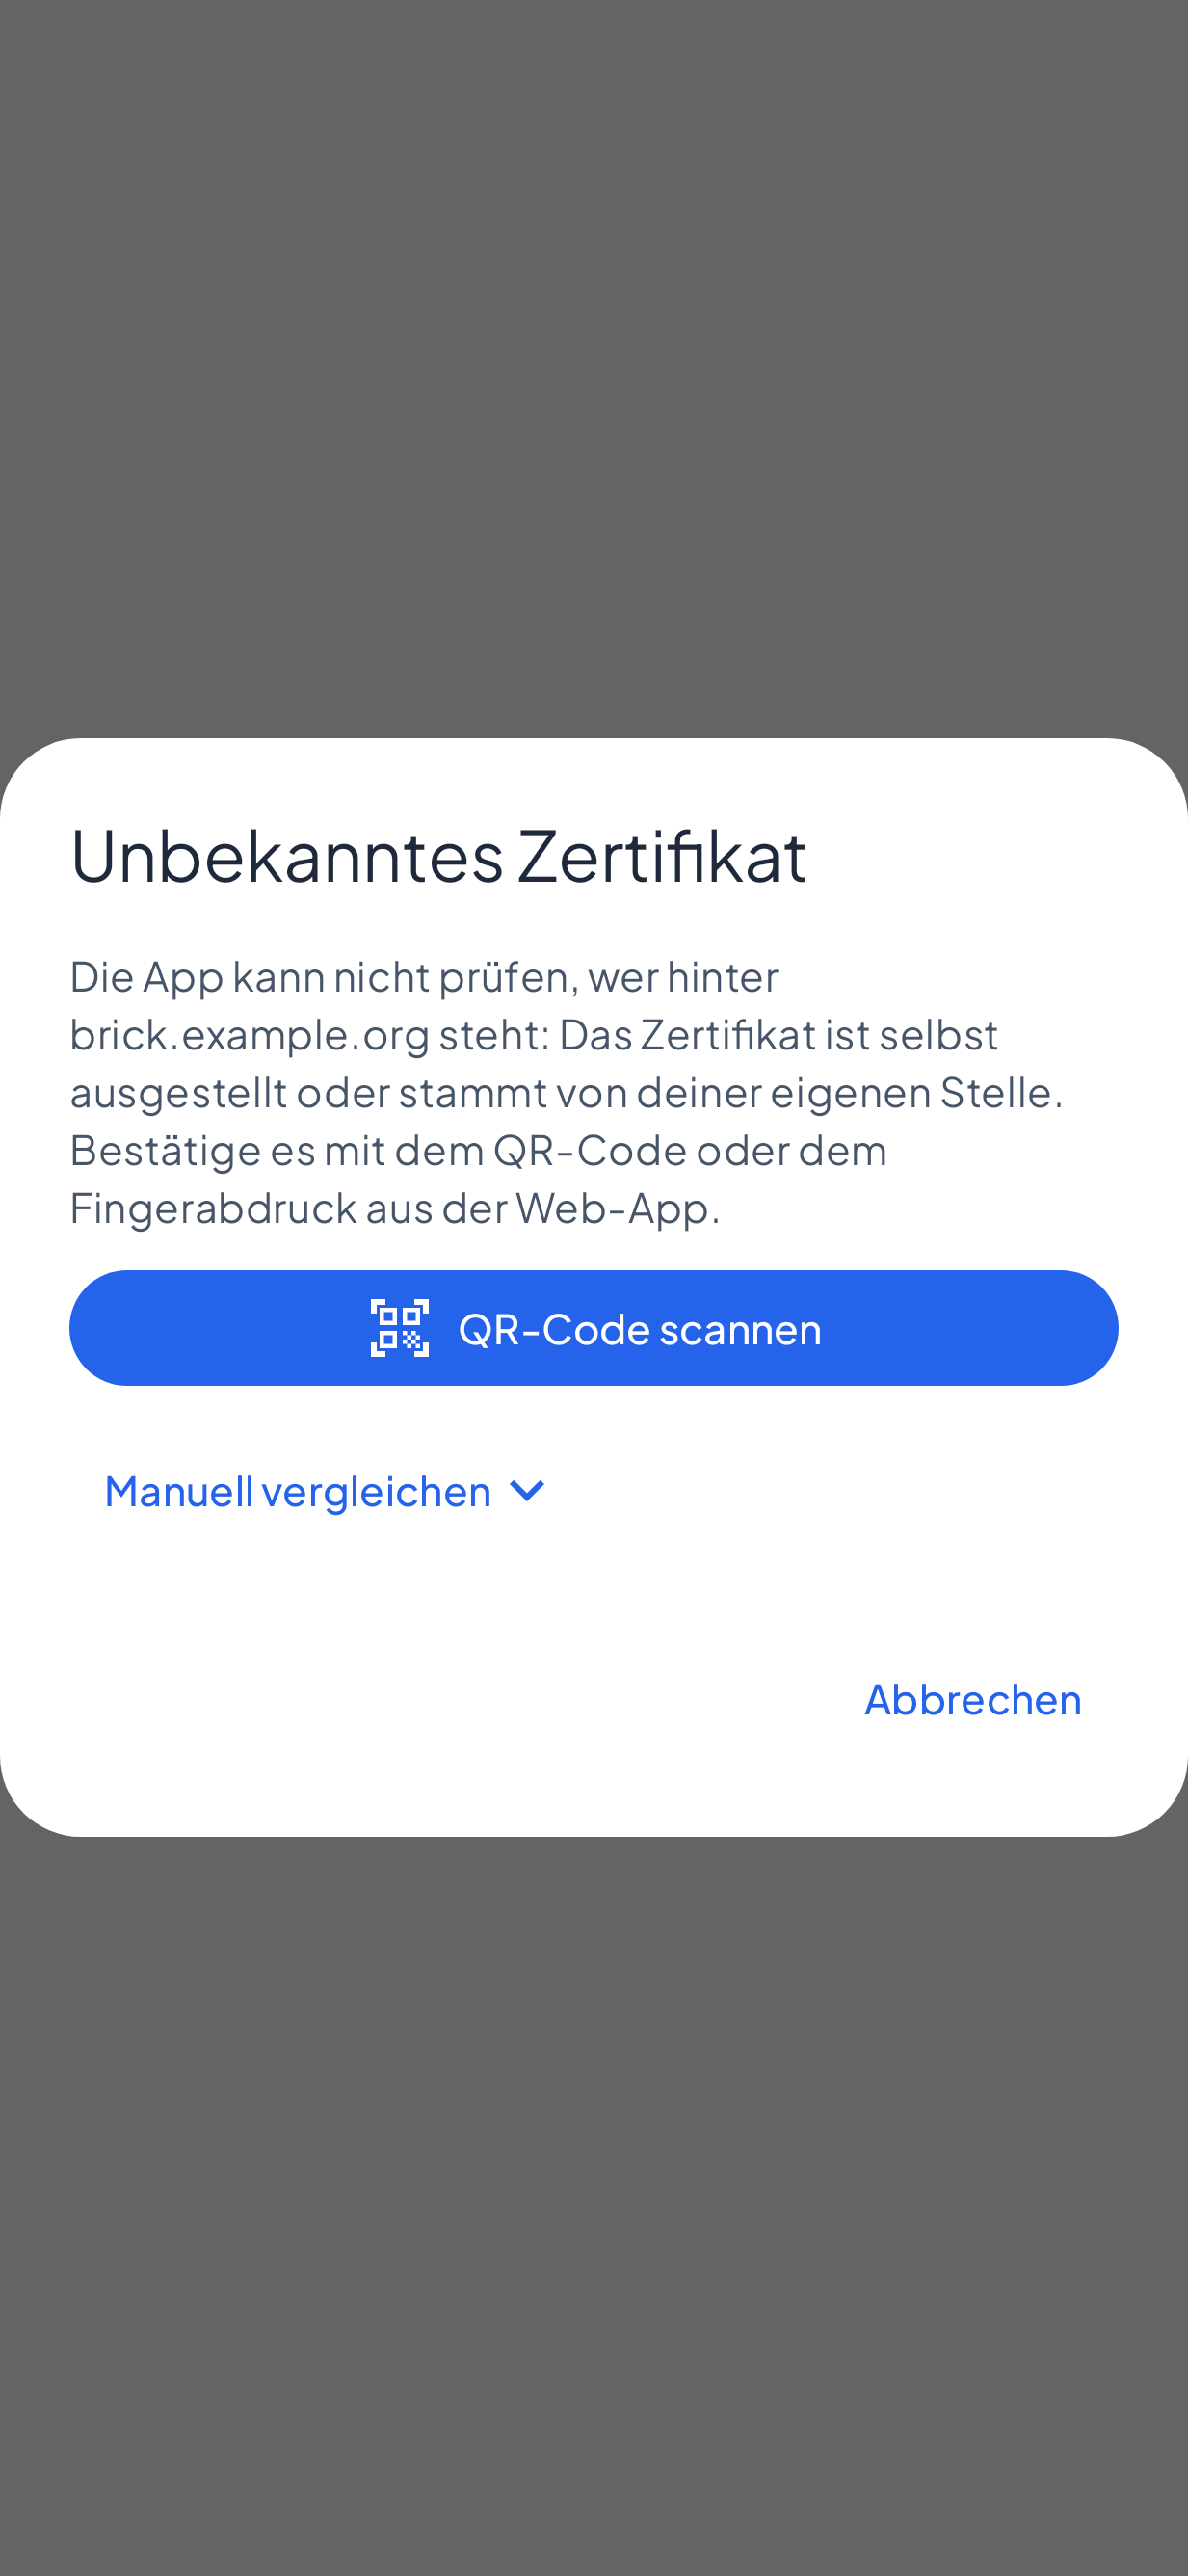 Unbekanntes Zertifikat
Die App kann nicht prüfen, wer hinter
brick.example.org steht: Das Zertifikat ist selbst
ausgestellt oder stammt von deiner eigenen Stelle.
Bestätige es mit dem QR-Code oder dem
Fingerabdruck aus der Web-App.
QR-Code scannen
Manuell vergleichen
Abbrechen